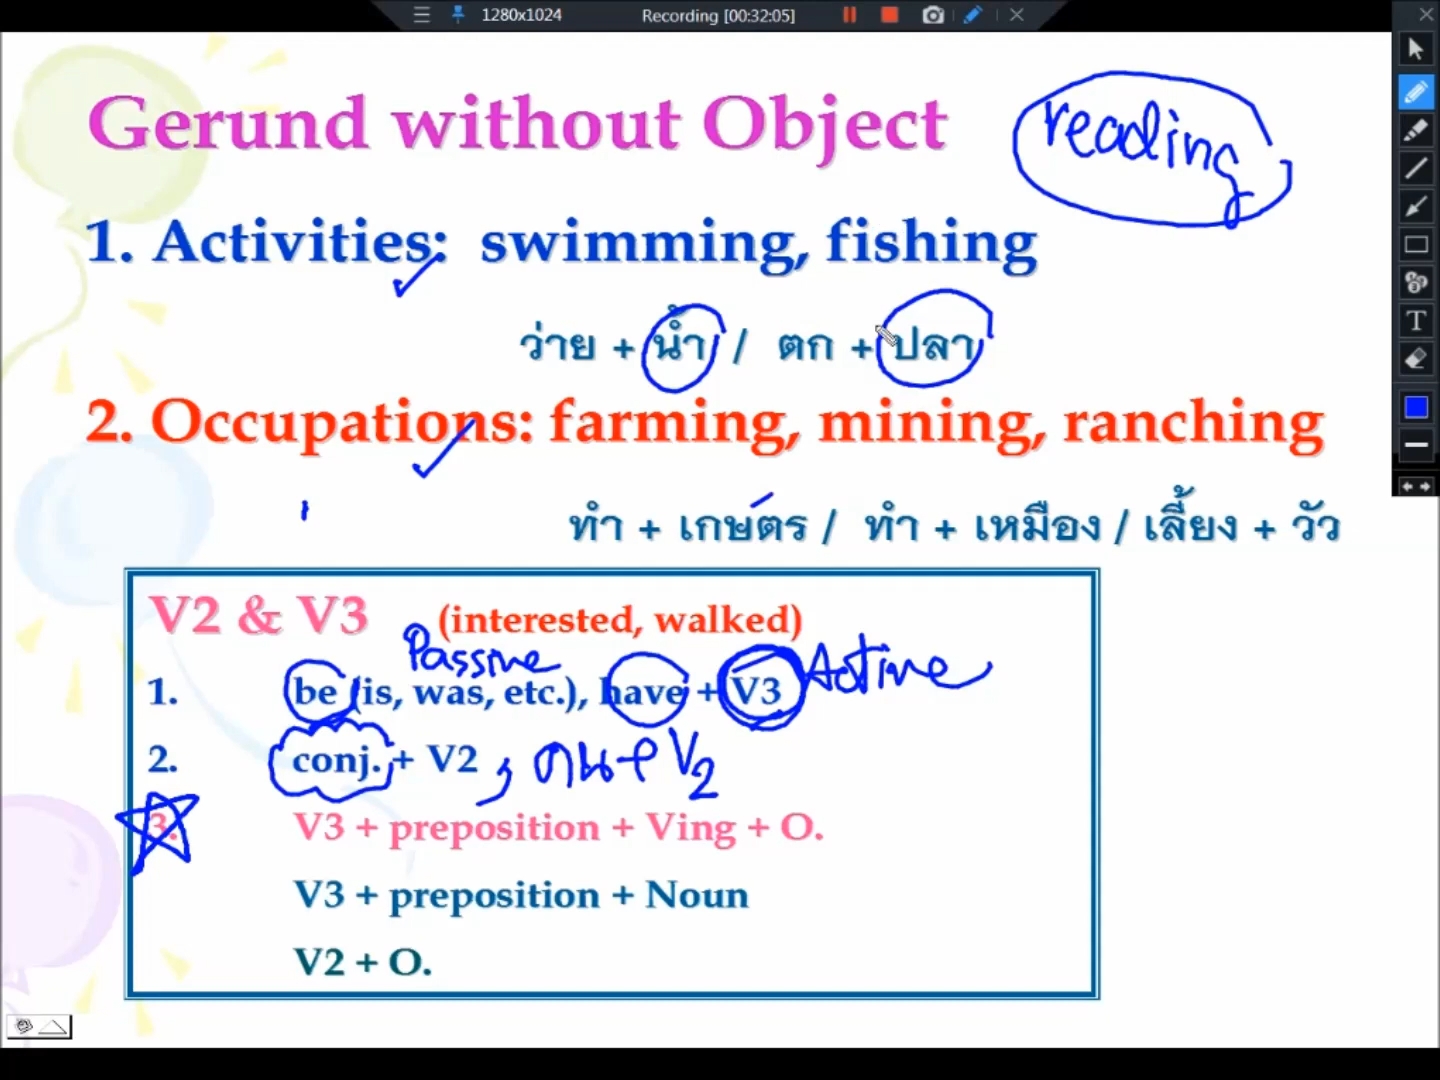 1280x1024 Recording [00:32:05]
Gerund without Object
reading
1. Activities: swimming, fishing
ว่าย + น้ำ / ตก + ปลา
2. Occupations: farming, mining, ranching
ทำ + เกษตร / ทำ + เหมือง / เลี้ยง + วัว
V2 & V3 (interested, walked)
Passive
1. be (is, was, etc.), have + V3 Active
2. conj. + V2 , คน + V2
3. V3 + preposition + Ving + O.
V3 + preposition + Noun
V2 + O.